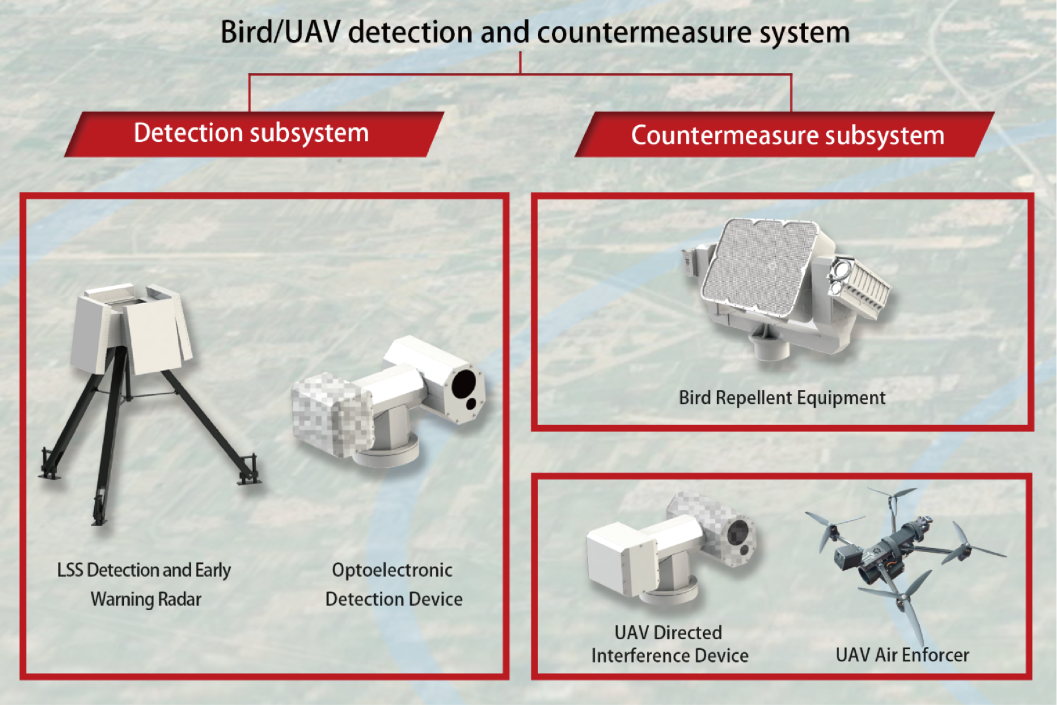 Bird/UAV detection and countermeasure system
Detection subsystem
Countermeasure subsystem
LSS Detection and Early
Warning Radar
Optoelectronic
Detection Device
Bird Repellent Equipment
UAV Directed
Interference Device
UAV Air Enforcer